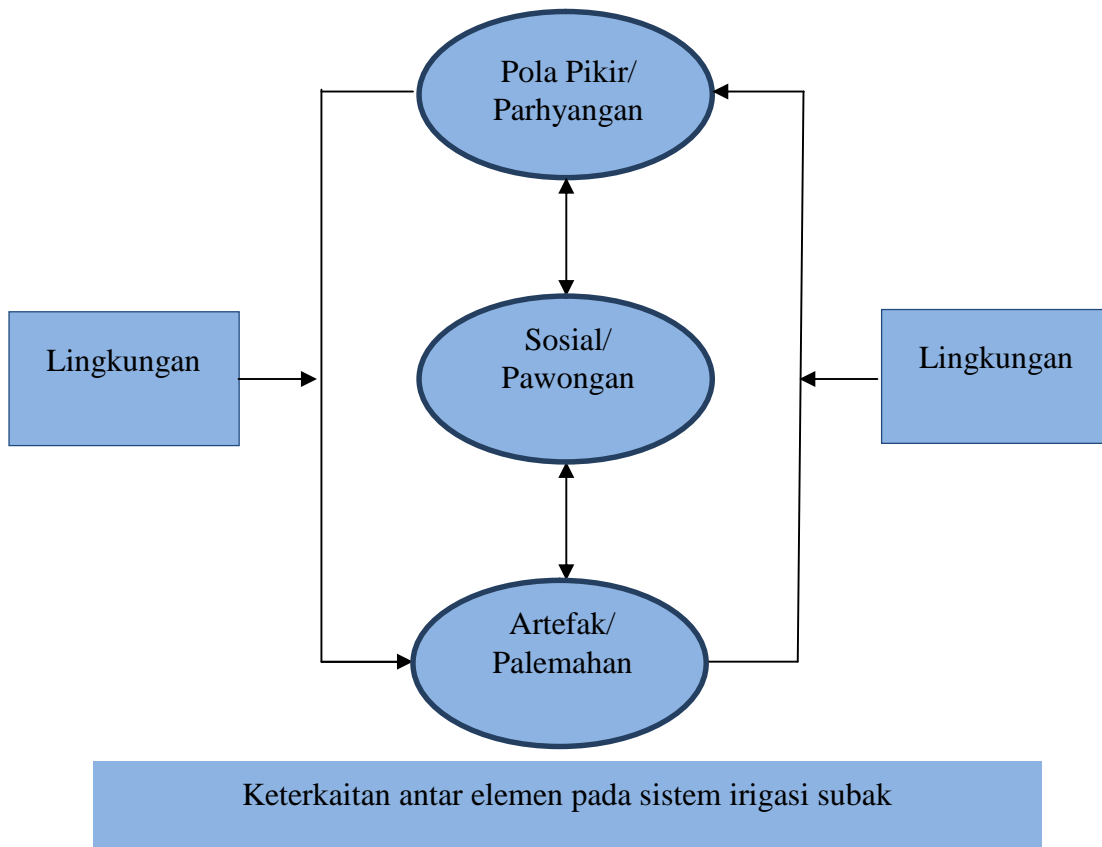 Pola Pikir/
Parhyangan
Lingkungan
Sosial/
Pawongan
Lingkungan
Artefak/
Palemahan
Keterkaitan antar elemen pada sistem irigasi subak